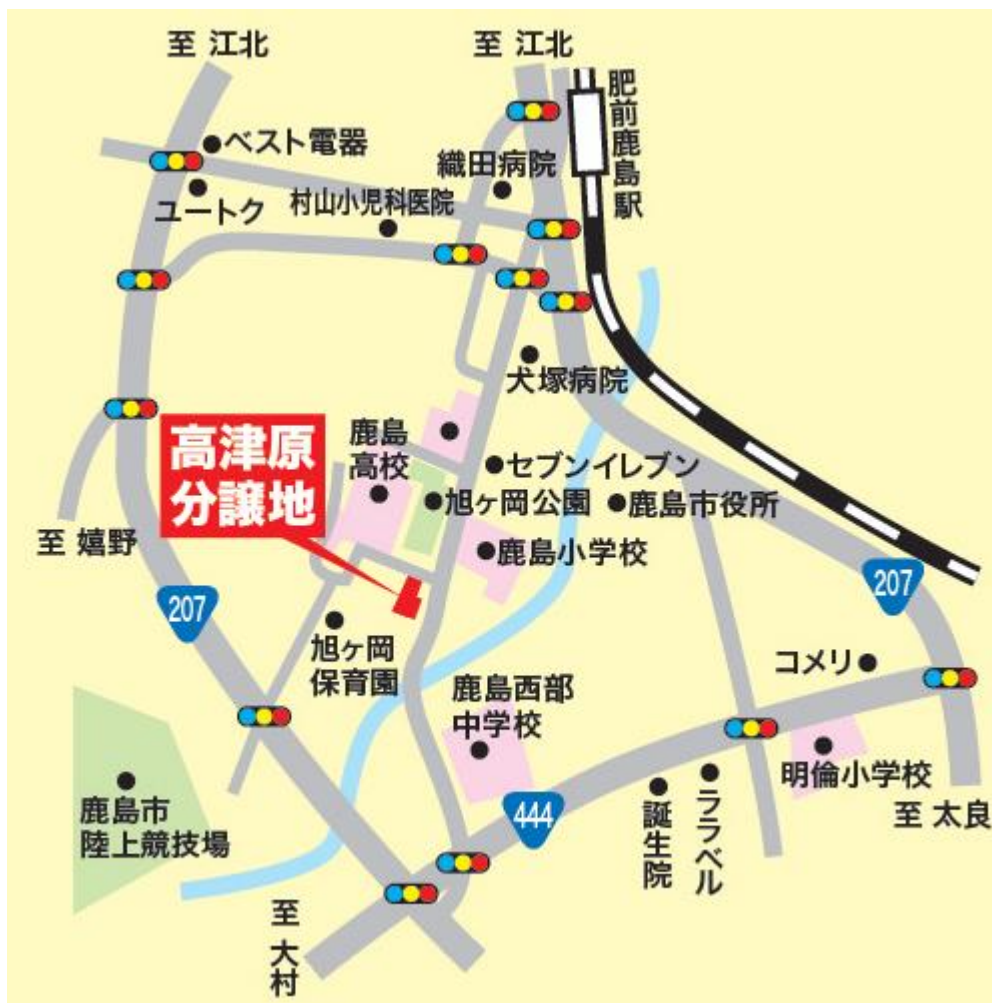 至 江北
至 江北
肥前鹿島駅
ベスト電器
織田病院
ユートク
村山小児科医院
犬塚病院
高津原
分譲地
鹿島
高校
セブンイレブン
旭ヶ岡公園
鹿島市役所
至 嬉野
鹿島小学校
207
207
旭ヶ岡
保育園
コメリ
鹿島西部
中学校
明倫小学校
鹿島市
陸上競技場
444
誕生院
ララベル
至 太良
至 大村